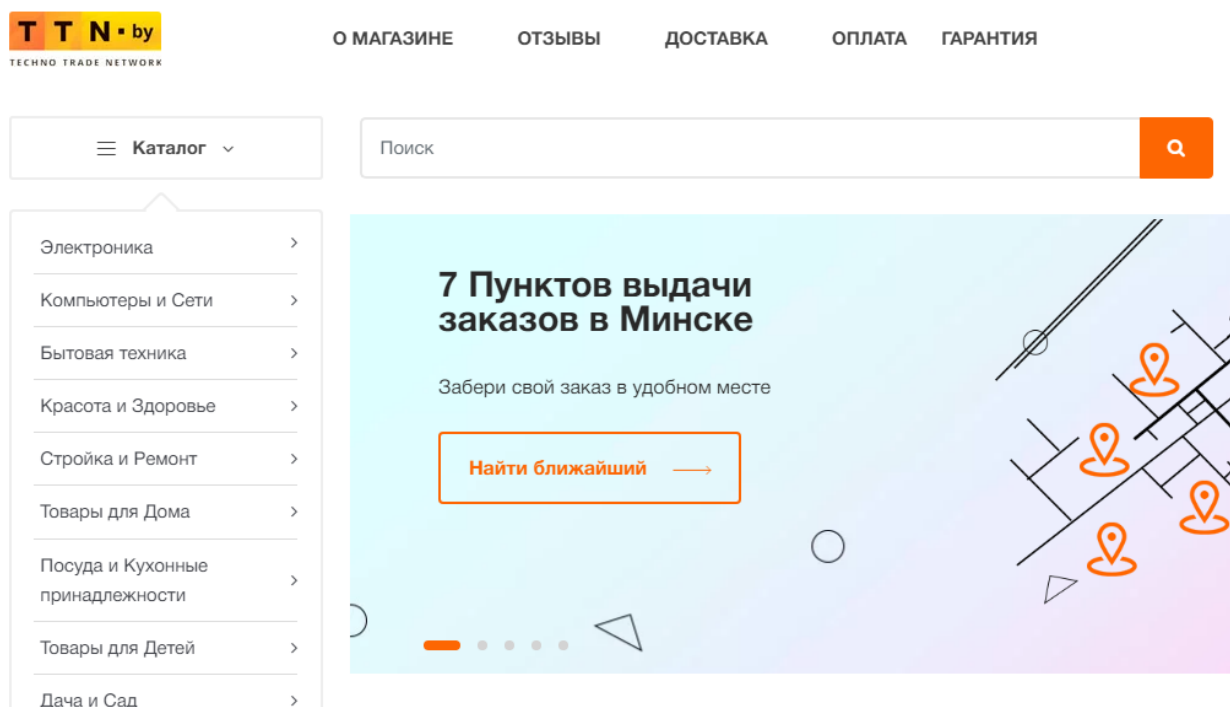 TTN.by
TECHNO TRADE NETWORK
О МАГАЗИНЕ ОТЗЫВЫ ДОСТАВКА ОПЛАТА ГАРАНТИЯ
Каталог
Поиск
Электроника
Компьютеры и Сети
Бытовая техника
Красота и Здоровье
Стройка и Ремонт
Товары для Дома
Посуда и Кухонные
принадлежности
Товары для Детей
Дача и Сад
7 Пунктов выдачи
заказов в Минске
Забери свой заказ в удобном месте
Найти ближайший